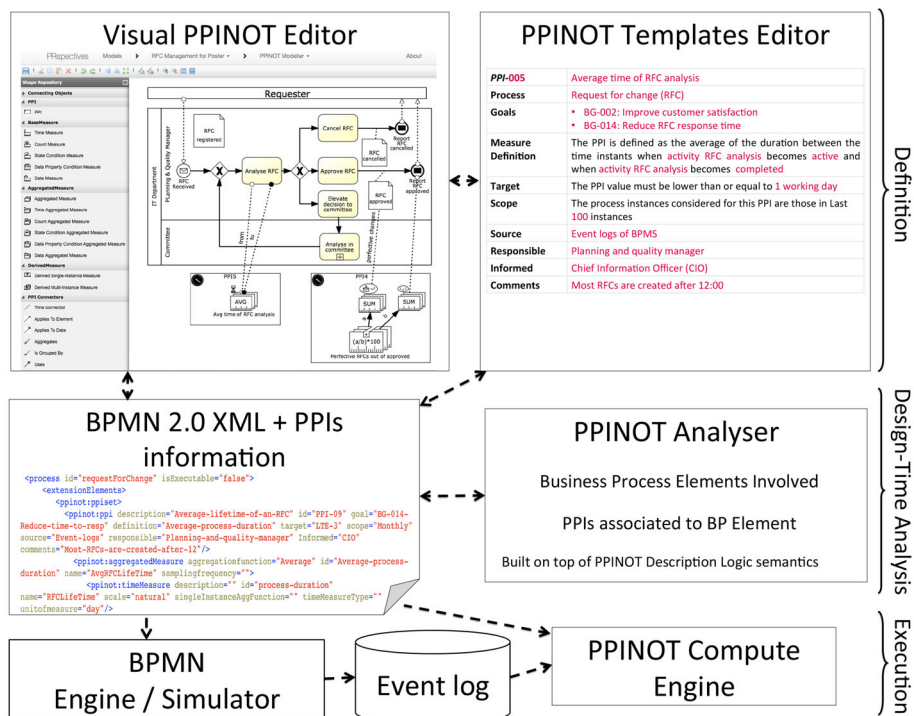 Visual PPINOT Editor
PRspectives Models RFC Management for Poster PPINOT Modeler About
Shape Repository
Connecting Objects
PPI
PPI
BaseMeasure
Time Measure
Count Measure
State Condition Measure
Data Property Condition Measure
Data Measure
AggregatedMeasure
Aggregated Measure
Time Aggregated Measure
Count Aggregated Measure
State Condition Aggregated Measure
Data Property Condition Aggregated Measure
Data Aggregated Measure
DerivedMeasure
Derived Single-Instance Measure
Derived Multi-Instance Measure
PPI Connectors
Time connector
Applies To Element
Applies To Data
Aggregates
Is Grouped By
Uses
Requester
IT Department
Planning & Quality Manager
Committee
RFC
registered
RFC
Received
Analyse RFC
Cancel RFC
RFC
cancelled
Report
RFC
cancelled
Approve RFC
RFC
approved
Report
RFC
approved
Elevate
decision to
committee
Analyse in
committee
from
to
Perfective changes
PPI5
AVG
Avg time of RFC analysis
PPI4
SUM
SUM
a
b
(a/b)*100
Perfective RFCs out of approved
PPINOT Templates Editor
PPI-005 Average time of RFC analysis
Process Request for change (RFC)
Goals • BG-002: Improve customer satisfaction
• BG-014: Reduce RFC response time
Measure The PPI is defined as the average of the duration between the
Definition time instants when activity RFC analysis becomes active and
when activity RFC analysis becomes completed
Target The PPI value must be lower than or equal to 1 working day
Scope The process instances considered for this PPI are those in Last
100 instances
Source Event logs of BPMS
Responsible Planning and quality manager
Informed Chief Information Officer (CIO)
Comments Most RFCs are created after 12:00
Definition
BPMN 2.0 XML + PPIs
information
<process id="requestForChange" isExecutable="false">
<extensionElements>
<ppinot:ppiset>
<ppinot:ppi description="Average-lifetime-of-an-RFC" id="PPI-09" goal="BG-014-
Reduce-time-to-resp" definition="Average-process-duration" target="LTE-3" scope="Monthly"
source="Event-logs" responsible="Planning-and-quality-manager" Informed="CIO"
comments="Most-RFCs-are-created-after-12"/>
<ppinot:aggregatedMeasure aggregationfunction="Average" id="Average-process-
duration" name="AvgRFCLifeTime" samplingfrequency="">
<ppinot:timeMeasure description="" id="process-duration"
name="RFCLifeTime" scale="natural" singleInstanceAggFunction="" timeMeasureType=""
unitofmeasure="day"/>
PPINOT Analyser
Business Process Elements Involved
PPIs associated to BP Element
Built on top of PPINOT Description Logic semantics
Design-Time Analysis
BPMN
Engine / Simulator
Event log
PPINOT Compute
Engine
Execution